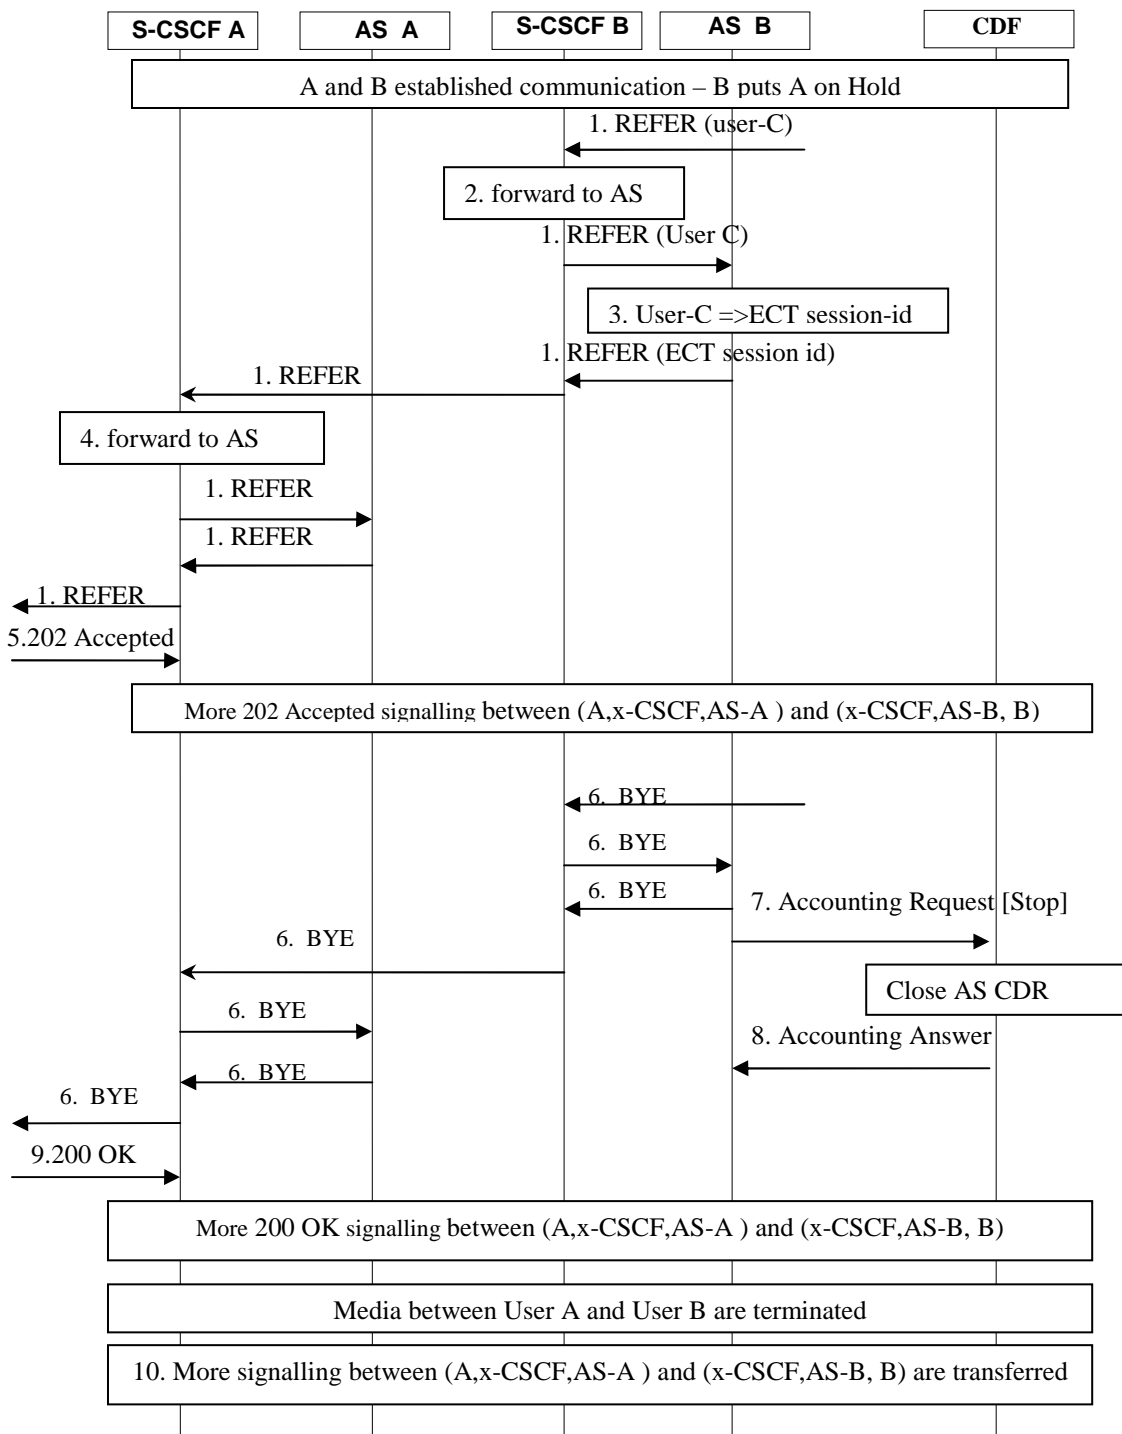 S-CSCF A
AS A
S-CSCF B
AS B
CDF
A and B established communication – B puts A on Hold
1. REFER (user-C)
2. forward to AS
1. REFER (User C)
3. User-C =>ECT session-id
1. REFER (ECT session id)
1. REFER
4. forward to AS
1. REFER
1. REFER
1. REFER
5.202 Accepted
More 202 Accepted signalling between (A,x-CSCF,AS-A ) and (x-CSCF,AS-B, B)
6. BYE
6. BYE
6. BYE
7. Accounting Request [Stop]
6. BYE
Close AS CDR
6. BYE
8. Accounting Answer
6. BYE
6. BYE
9.200 OK
More 200 OK signalling between (A,x-CSCF,AS-A ) and (x-CSCF,AS-B, B)
Media between User A and User B are terminated
10. More signalling between (A,x-CSCF,AS-A ) and (x-CSCF,AS-B, B) are transferred